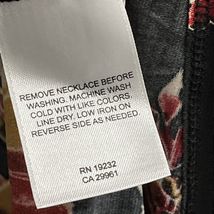 REMOVE NECKLACE BEFORE
WASHING. MACHINE WASH
COLD WITH LIKE COLORS.
LINE DRY, LOW IRON ON
REVERSE SIDE AS NEEDED.
RN 19232
CA 29961